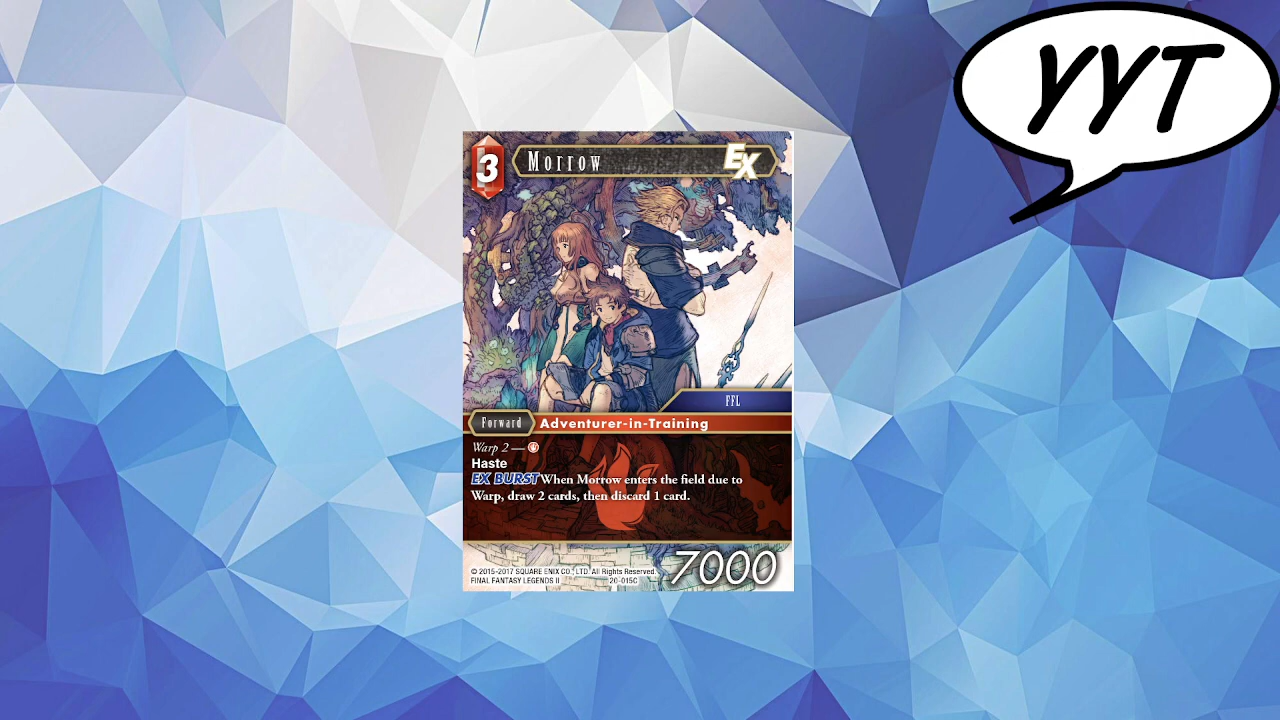 YYT
3
Morrow
EX
FFL
Forward
Adventurer-in-Training
Warp 2 —
Haste
EX BURST When Morrow enters the field due to
Warp, draw 2 cards, then discard 1 card.
7000
© 2015-2017 SQUARE ENIX CO., LTD. All Rights Reserved.
FINAL FANTASY LEGENDS II 20-015C